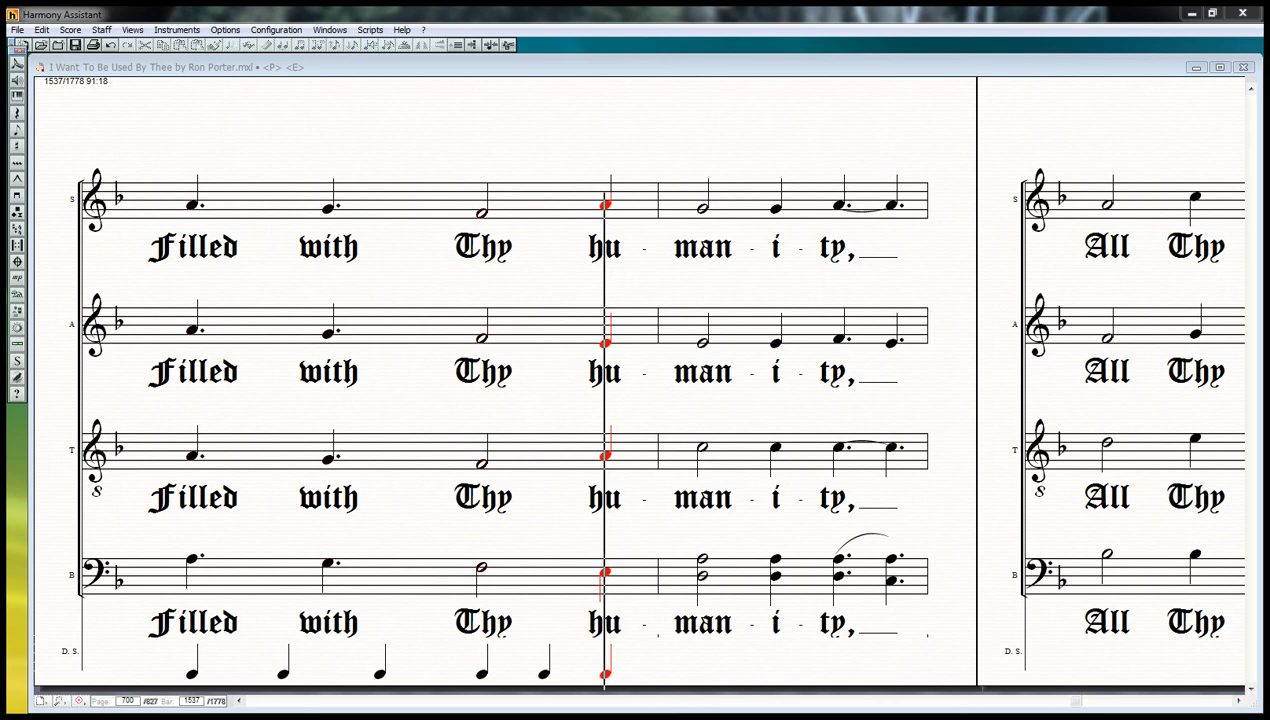 Harmony Assistant
File Edit Score Staff Views Instruments Options Configuration Windows Scripts Help ?
I Want To Be Used By Thee by Ron Porter.mxl • <P> <E>
1537/1778 91:18
S
S
Filled with Thy hu - man - i - ty,
All Thy
A
A
Filled with Thy hu - man - i - ty,
All Thy
T
T
8
8
Filled with Thy hu - man - i - ty,
All Thy
B
B
Filled with Thy hu - man - i - ty,
All Thy
D. S.
D. S.
Page: 700 /827 Bar: 1537 /1778